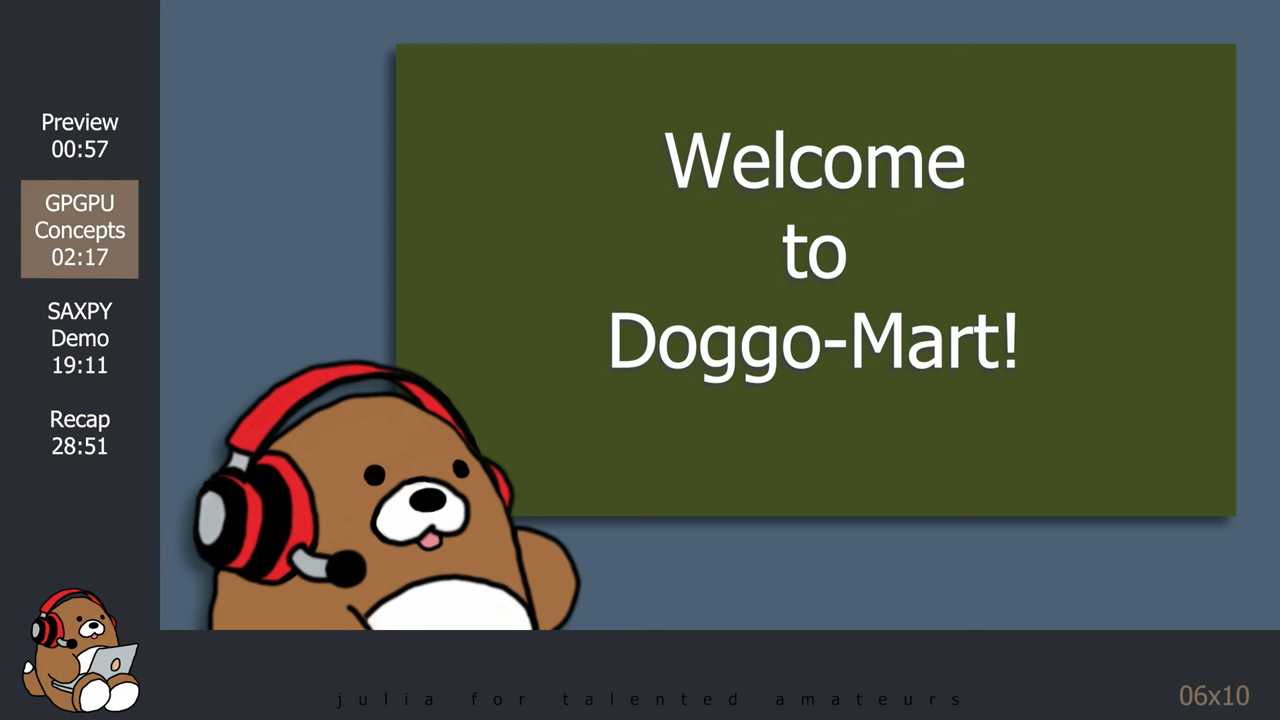 Preview
00:57
GPGPU
Concepts
02:17
SAXPY
Demo
19:11
Recap
28:51
Welcome
to
Doggo-Mart!
julia for talented amateurs
06x10